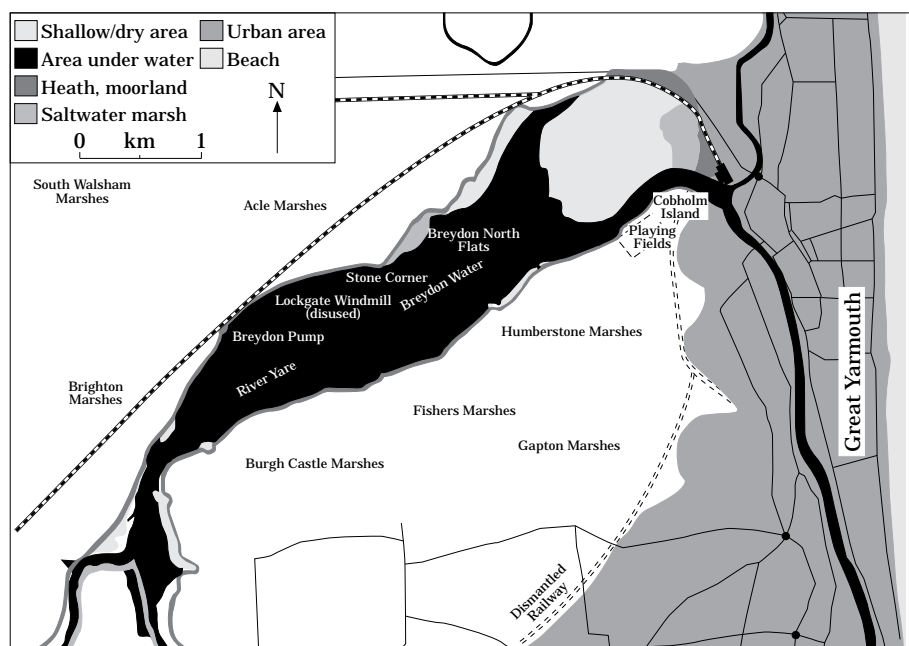 Shallow/dry area
Urban area
Area under water
Beach
Heath, moorland
Saltwater marsh
N
0 km 1
South Walsham
Marshes
Acle Marshes
Cobholm
Island
Playing
Fields
Breydon North
Flats
Stone Corner
Breydon Water
Lockgate Windmill
(disused)
Breydon Pump
Humberstone Marshes
River Yare
Brighton
Marshes
Great Yarmouth
Fishers Marshes
Gapton Marshes
Burgh Castle Marshes
Dismantled
Railway